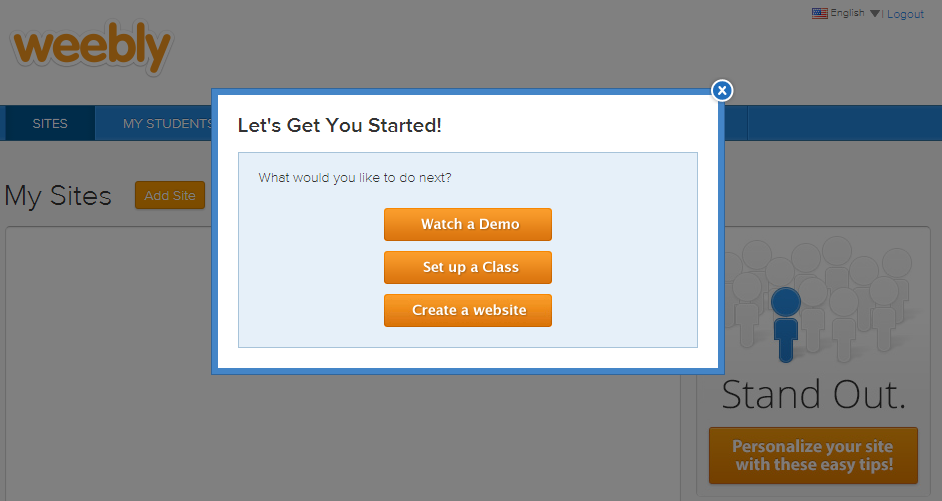 English | Logout
weebly
SITES
MY STUDENTS
x
Let's Get You Started!
What would you like to do next?
Watch a Demo
Set up a Class
Create a website
My Sites
Add Site
Stand Out.
Personalize your site
with these easy tips!